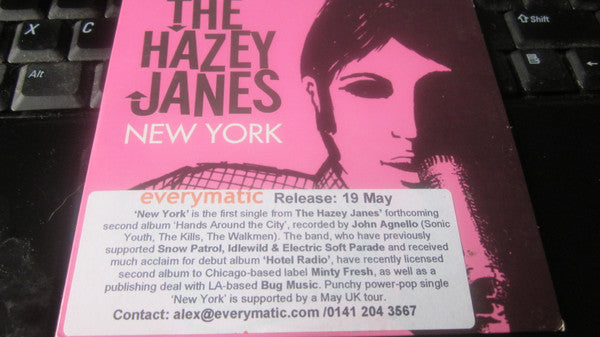 X C
Alt
Shift
Ctrl
THE
HAZEY
JANES
NEW YORK
everymatic Release: 19 May
‘New York’ is the first single from The Hazey Janes’ forthcoming
second album ‘Hands Around the City’, recorded by John Agnello (Sonic
Youth, The Kills, The Walkmen). The band, who have previously
supported Snow Patrol, Idlewild & Electric Soft Parade and received
much acclaim for debut album ‘Hotel Radio’, have recently licensed
second album to Chicago-based label Minty Fresh, as well as a
publishing deal with LA-based Bug Music. Punchy power-pop single
‘New York’ is supported by a May UK tour.
Contact: alex@everymatic.com /0141 204 3567